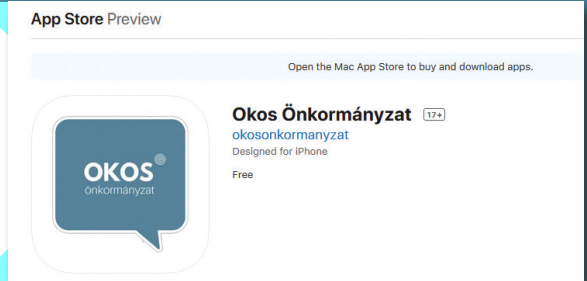 App Store Preview
Open the Mac App Store to buy and download apps.
Okos Önkormányzat 17+
okosonkormanyzat
Designed for iPhone
Free
OKOS
önkormányzat